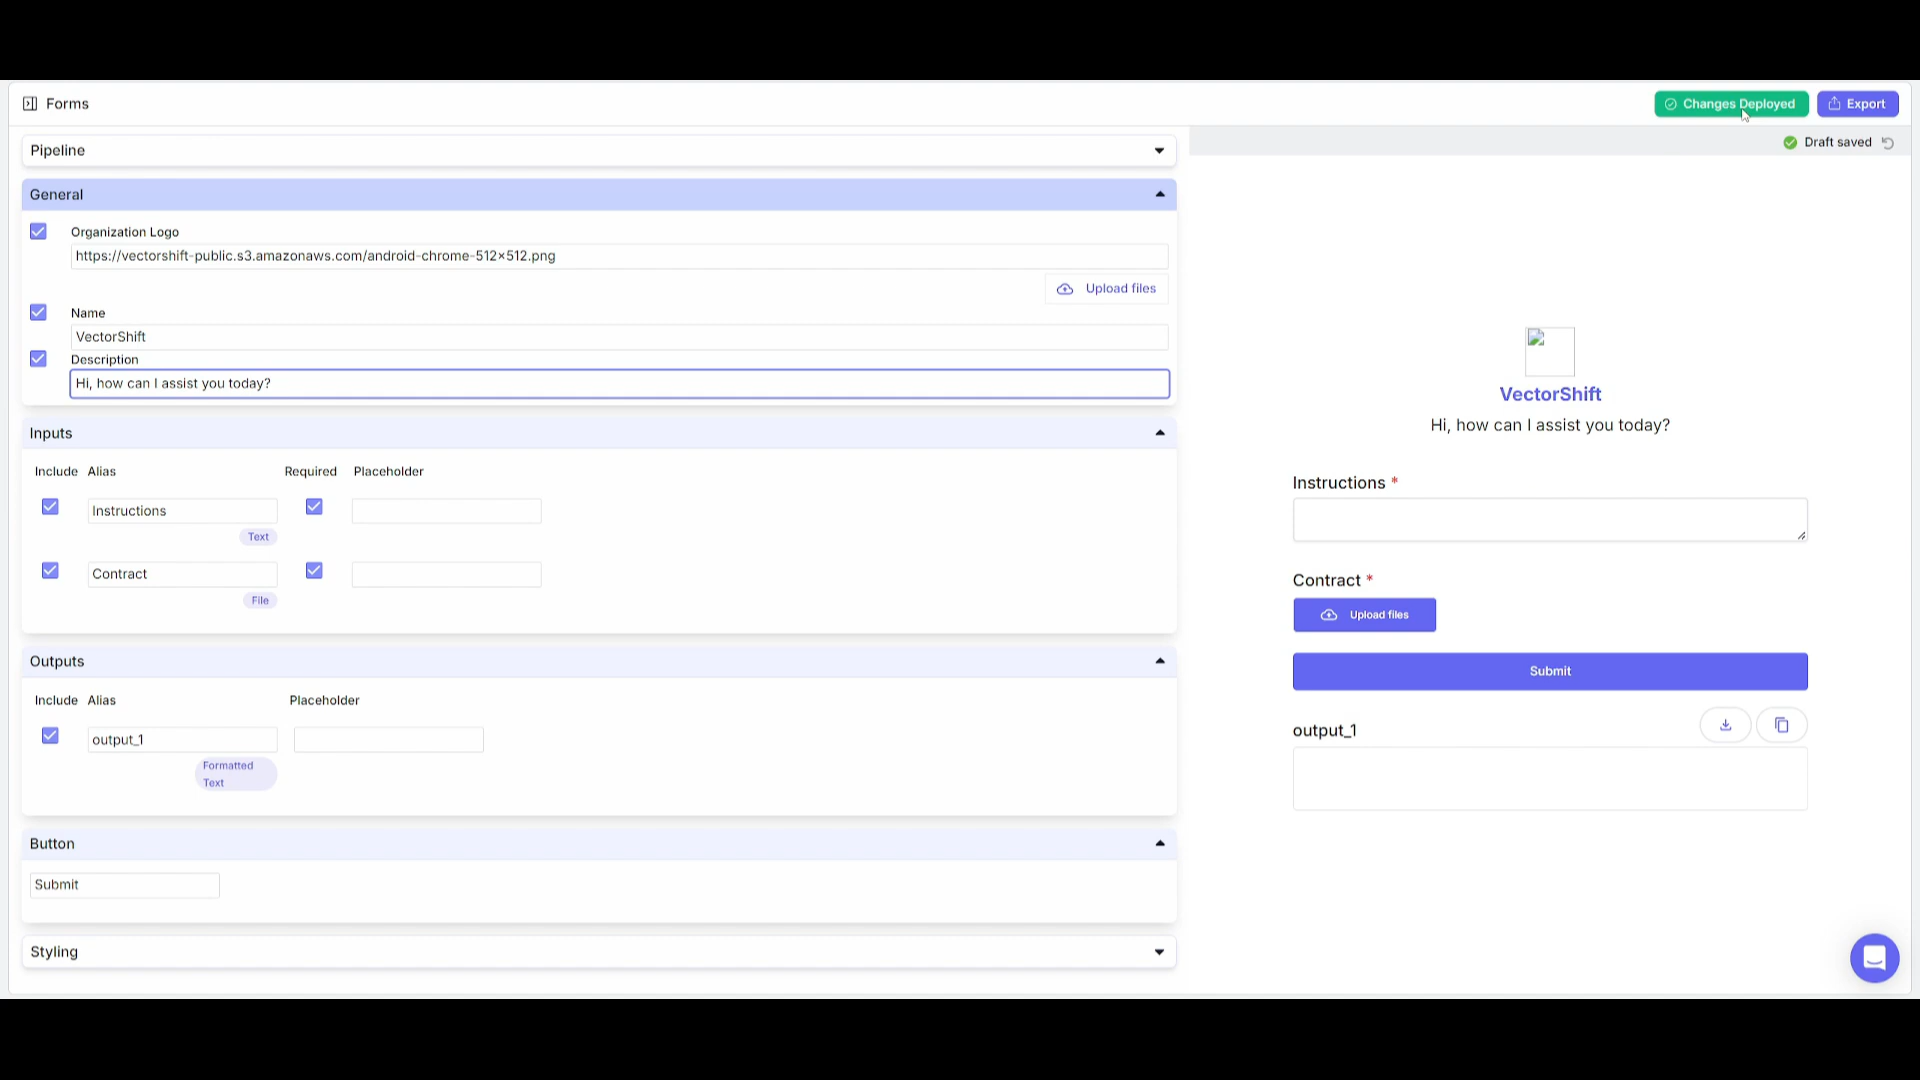 Forms
Changes Deployed
Export
Draft saved
Pipeline
General
Organization Logo
https://vectorshift-public.s3.amazonaws.com/android-chrome-512×512.png
Upload files
Name
VectorShift
Description
Hi, how can I assist you today?
Inputs
Include Alias Required Placeholder
Instructions
Text
Contract
File
Outputs
Include Alias Placeholder
output_1
Formatted
Text
Button
Submit
Styling
VectorShift
Hi, how can I assist you today?
Instructions *
Contract *
Upload files
Submit
output_1